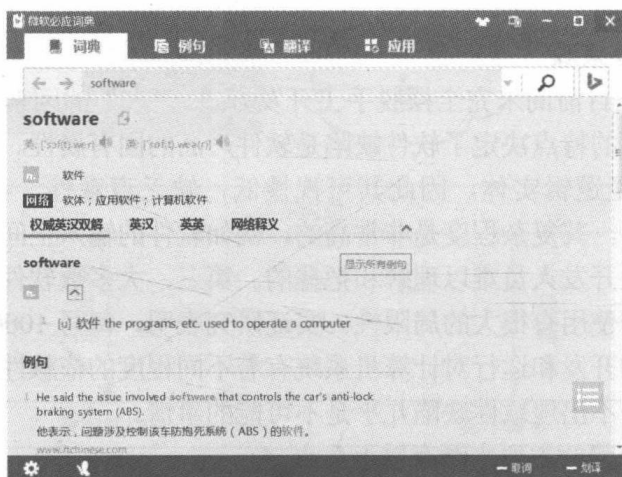 微软必应词典
词典 例句 翻译 应用
software
software
英: 美:
n. 软件
网络 软体；应用软件；计算机软件
权威英汉双解 英汉 英英 网络释义
software 显示所有例句
n.
[u] 软件 the programs, etc. used to operate a computer
例句
1. He said the issue involved software that controls the car's anti-lock
braking system (ABS).
他表示，问题涉及控制该车防抱死系统（ABS）的软件。
取词 划译